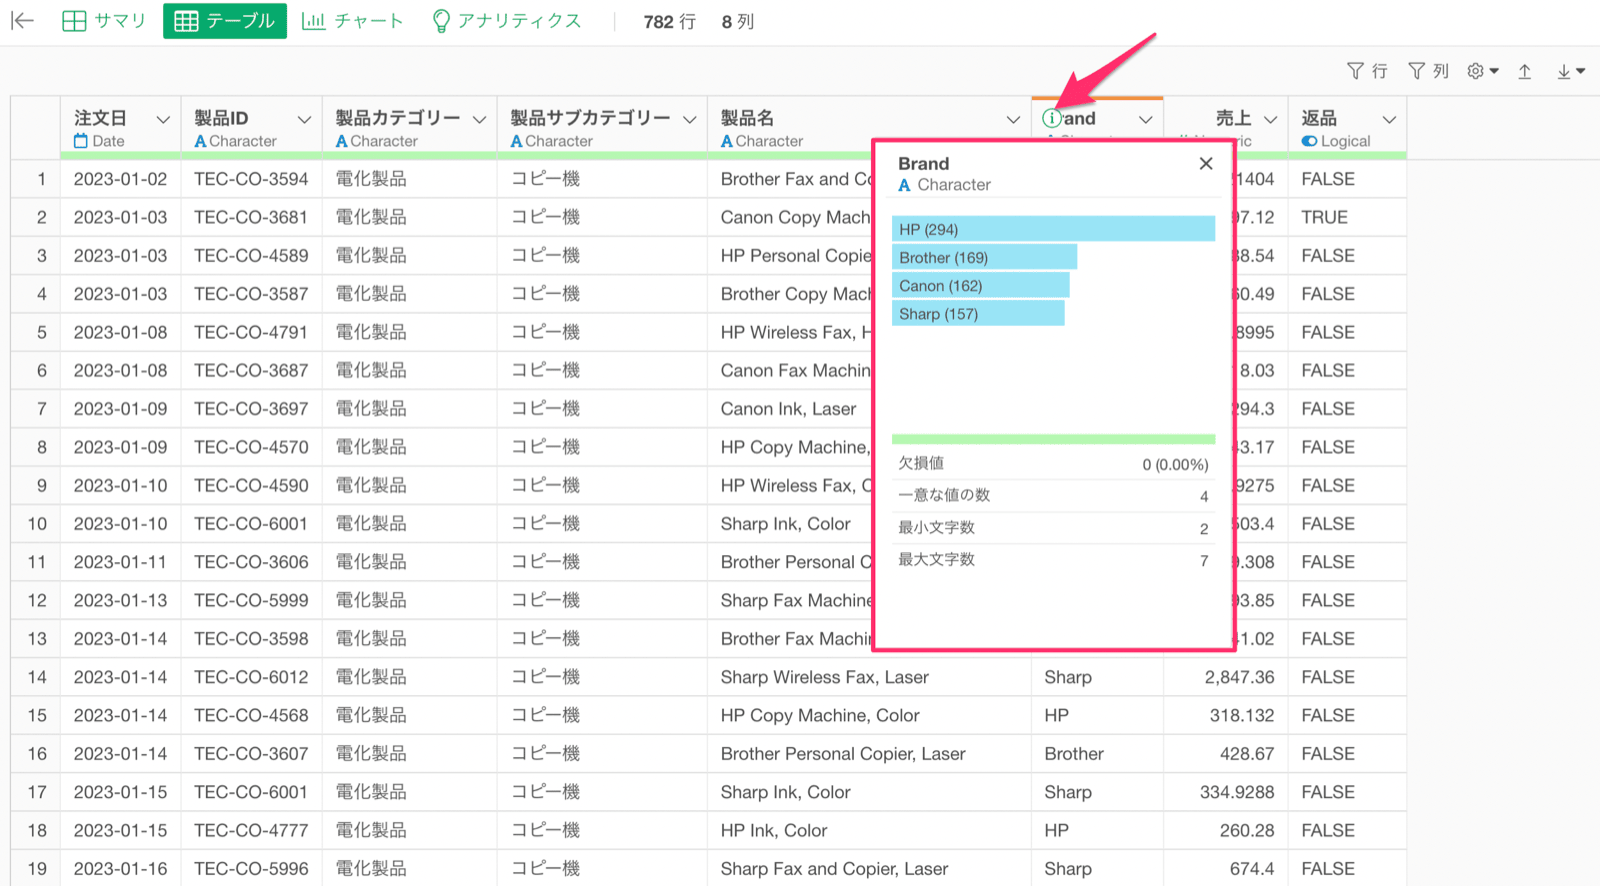 サマリ テーブル チャート アナリティクス 782 行 8 列
行 列
注文日 製品ID 製品カテゴリー 製品サブカテゴリー 製品名 rand 売上 返品
Date Character Character Character Character ric Logical
Brand
Character
HP (294)
Brother (169)
Canon (162)
Sharp (157)
欠損値 0 (0.00%)
一意な値の数 4
最小文字数 2
最大文字数 7
1 2023-01-02 TEC-CO-3594 電化製品 コピー機 Brother Fax and Co 1404 FALSE
2 2023-01-03 TEC-CO-3681 電化製品 コピー機 Canon Copy Mach 97.12 TRUE
3 2023-01-03 TEC-CO-4589 電化製品 コピー機 HP Personal Copie 38.54 FALSE
4 2023-01-03 TEC-CO-3587 電化製品 コピー機 Brother Copy Mach 60.49 FALSE
5 2023-01-08 TEC-CO-4791 電化製品 コピー機 HP Wireless Fax, H 8995 FALSE
6 2023-01-08 TEC-CO-3687 電化製品 コピー機 Canon Fax Machin 8.03 FALSE
7 2023-01-09 TEC-CO-3697 電化製品 コピー機 Canon Ink, Laser 294.3 FALSE
8 2023-01-09 TEC-CO-4570 電化製品 コピー機 HP Copy Machine, 43.17 FALSE
9 2023-01-10 TEC-CO-4590 電化製品 コピー機 HP Wireless Fax, C .9275 FALSE
10 2023-01-10 TEC-CO-6001 電化製品 コピー機 Sharp Ink, Color 503.4 FALSE
11 2023-01-11 TEC-CO-3606 電化製品 コピー機 Brother Personal C 9.308 FALSE
12 2023-01-13 TEC-CO-5999 電化製品 コピー機 Sharp Fax Machine 93.85 FALSE
13 2023-01-14 TEC-CO-3598 電化製品 コピー機 Brother Fax Machi 41.02 FALSE
14 2023-01-14 TEC-CO-6012 電化製品 コピー機 Sharp Wireless Fax, Laser Sharp 2,847.36 FALSE
15 2023-01-14 TEC-CO-4568 電化製品 コピー機 HP Copy Machine, Color HP 318.132 FALSE
16 2023-01-14 TEC-CO-3607 電化製品 コピー機 Brother Personal Copier, Laser Brother 428.67 FALSE
17 2023-01-15 TEC-CO-6001 電化製品 コピー機 Sharp Ink, Color Sharp 334.9288 FALSE
18 2023-01-15 TEC-CO-4777 電化製品 コピー機 HP Ink, Color HP 260.28 FALSE
19 2023-01-16 TEC-CO-5996 電化製品 コピー機 Sharp Fax and Copier, Laser Sharp 674.4 FALSE